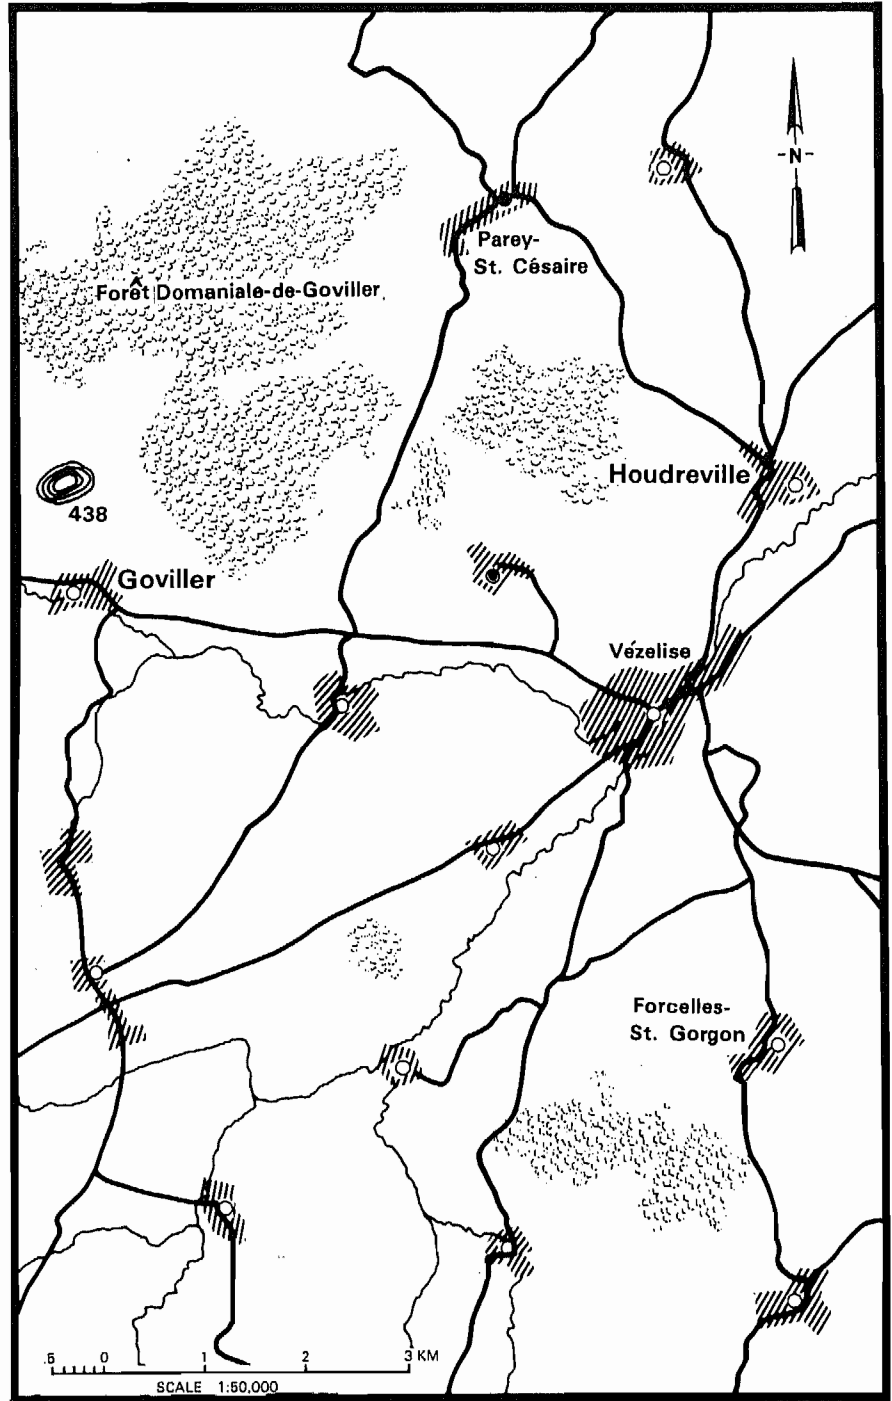 -N-
Parey-
St. Césaire
Forêt Domaniale-de-Goviller
Houdreville
438
Goviller
Vézelise
Forcelles-
St. Gorgon
.5 0 1 2 3 KM
SCALE 1:50,000